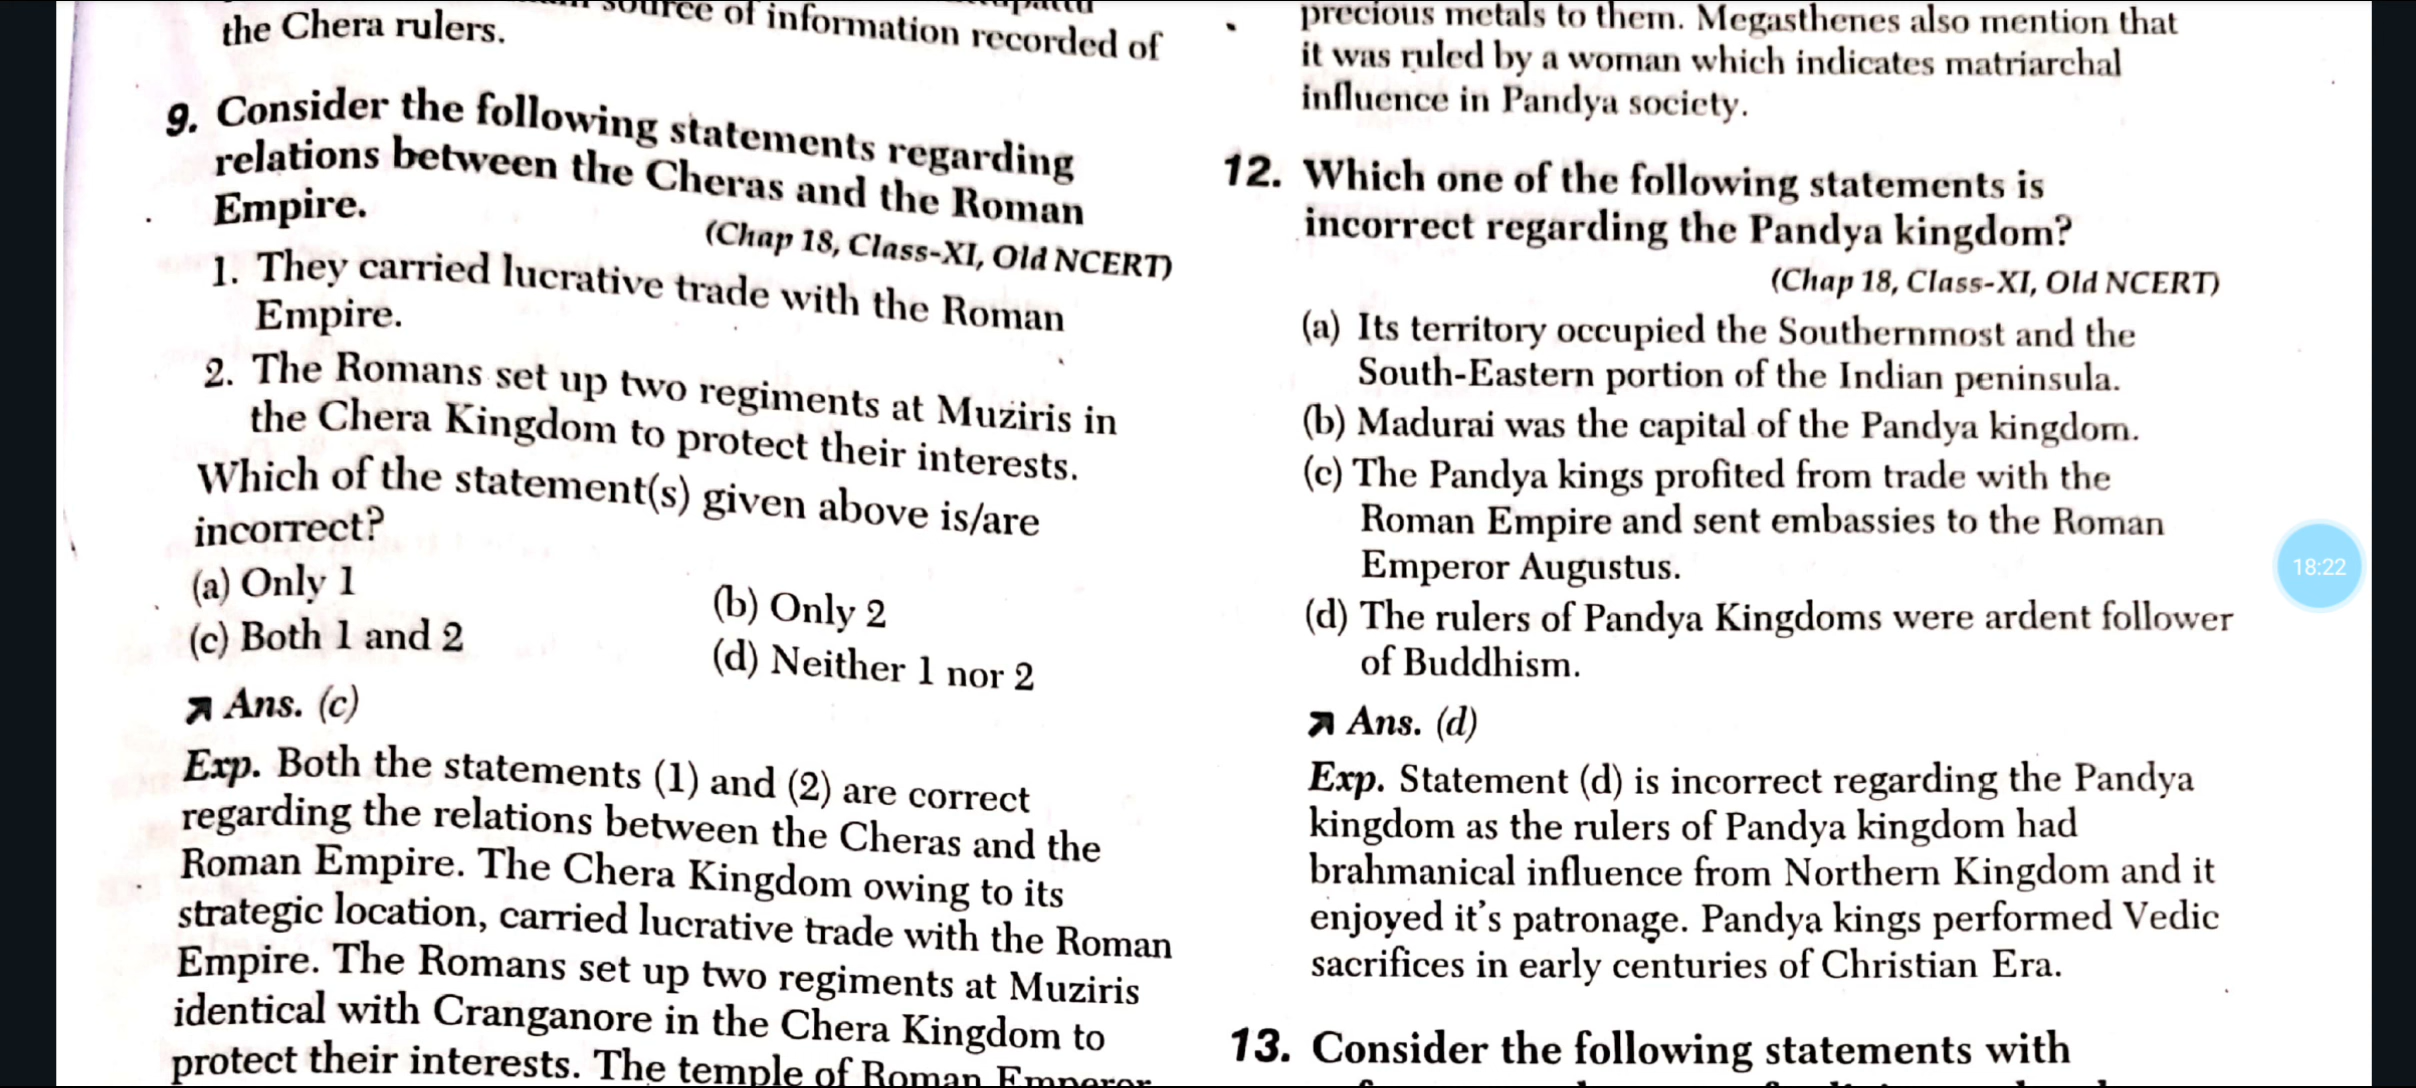 source of information recorded of
the Chera rulers.
9. Consider the following statements regarding
relations between the Cheras and the Roman
Empire.
(Chap 18, Class-XI, Old NCERT)
1. They carried lucrative trade with the Roman
Empire.
2. The Romans set up two regiments at Muziris in
the Chera Kingdom to protect their interests.
Which of the statement(s) given above is/are
incorrect?
(a) Only 1
(b) Only 2
(c) Both 1 and 2
(d) Neither 1 nor 2
Ans. (c)
Exp. Both the statements (1) and (2) are correct
regarding the relations between the Cheras and the
Roman Empire. The Chera Kingdom owing to its
strategic location, carried lucrative trade with the Roman
Empire. The Romans set up two regiments at Muziris
identical with Cranganore in the Chera Kingdom to
protect their interests. The temple of Roman Emperor
precious metals to them. Megasthenes also mention that
it was ruled by a woman which indicates matriarchal
influence in Pandya society.
12. Which one of the following statements is
incorrect regarding the Pandya kingdom?
(Chap 18, Class-XI, Old NCERT)
(a) Its territory occupied the Southernmost and the
South-Eastern portion of the Indian peninsula.
(b) Madurai was the capital of the Pandya kingdom.
(c) The Pandya kings profited from trade with the
Roman Empire and sent embassies to the Roman
Emperor Augustus.
(d) The rulers of Pandya Kingdoms were ardent follower
of Buddhism.
Ans. (d)
Exp. Statement (d) is incorrect regarding the Pandya
kingdom as the rulers of Pandya kingdom had
brahmanical influence from Northern Kingdom and it
enjoyed it's patronage. Pandya kings performed Vedic
sacrifices in early centuries of Christian Era.
13. Consider the following statements with
18:22